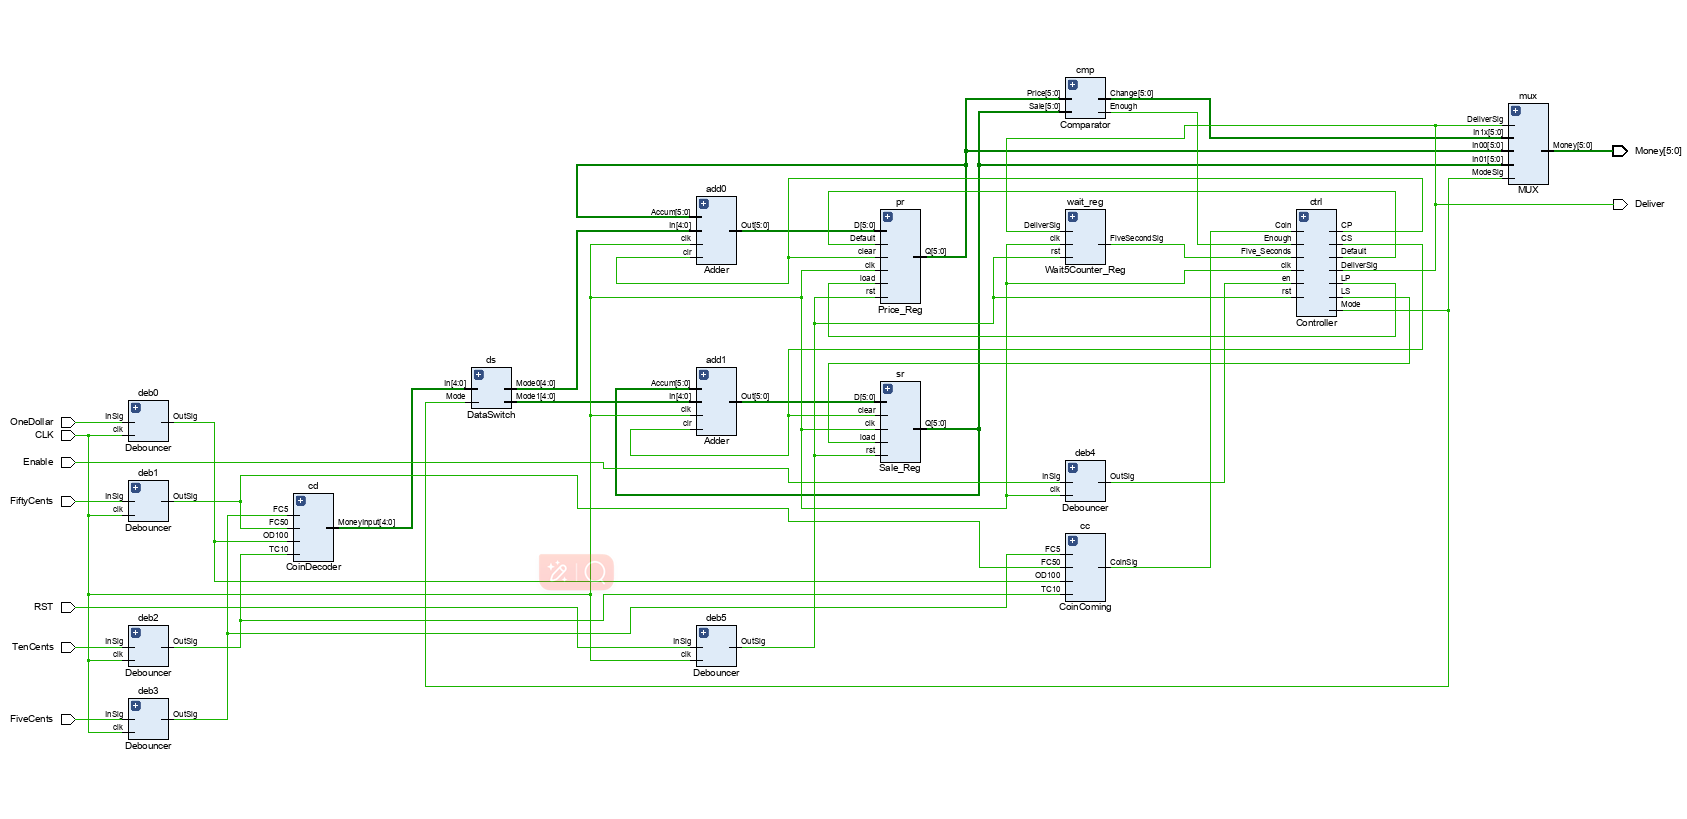 cmp
Price[5:0]
Sale[5:0]
Change[5:0]
Enough
Comparator
mux
DeliverSig
In1x[5:0]
In00[5:0]
In01[5:0]
ModeSig
Money[5:0]
MUX
Money[5:0]
Deliver
add0
Accum[5:0]
In[4:0]
clk
clr
Out[5:0]
Adder
pr
D[5:0]
Default
clear
clk
load
rst
Q[5:0]
Price_Reg
wait_reg
DeliverSig
clk
rst
FiveSecondSig
Wait5Counter_Reg
ctrl
Coin
Enough
Five_Seconds
clk
en
rst
CP
CS
Default
DeliverSig
LP
LS
Mode
Controller
ds
In[4:0]
Mode
Mode0[4:0]
Mode1[4:0]
DataSwitch
add1
Accum[5:0]
In[4:0]
clk
clr
Out[5:0]
Adder
sr
D[5:0]
clear
clk
load
rst
Q[5:0]
Sale_Reg
OneDollar
CLK
Enable
FiftyCents
RST
TenCents
FiveCents
deb0
InSig
clk
OutSig
Debouncer
deb1
InSig
clk
OutSig
Debouncer
cd
FC5
FC50
OD100
TC10
MoneyInput[4:0]
CoinDecoder
deb4
InSig
clk
OutSig
Debouncer
cc
FC5
FC50
OD100
TC10
CoinSig
CoinComing
deb2
InSig
clk
OutSig
Debouncer
deb5
InSig
clk
OutSig
Debouncer
deb3
InSig
clk
OutSig
Debouncer